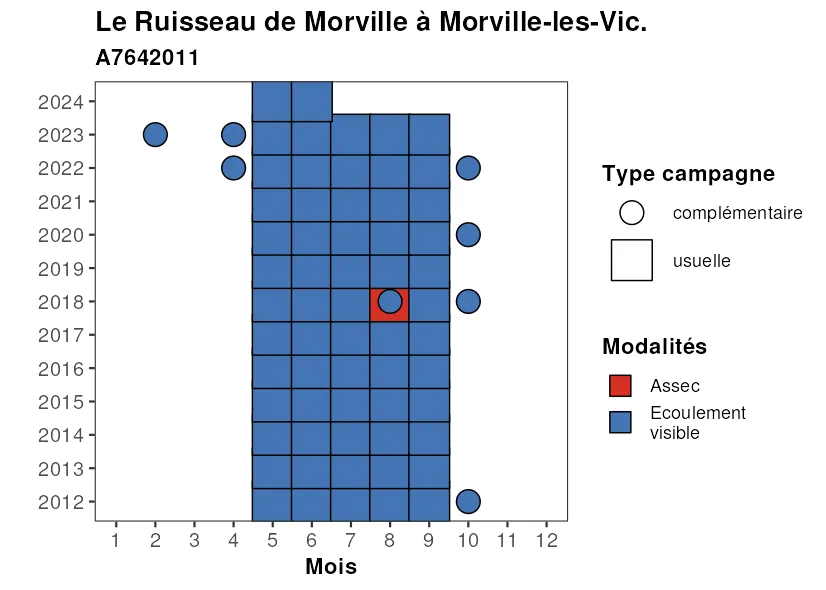 Le Ruisseau de Morville à Morville-les-Vic.
A7642011
2024
2023
2022
2021
2020
2019
2018
2017
2016
2015
2014
2013
2012
1 2 3 4 5 6 7 8 9 10 11 12
Mois
Type campagne
complémentaire
usuelle
Modalités
Assec
Ecoulement
visible